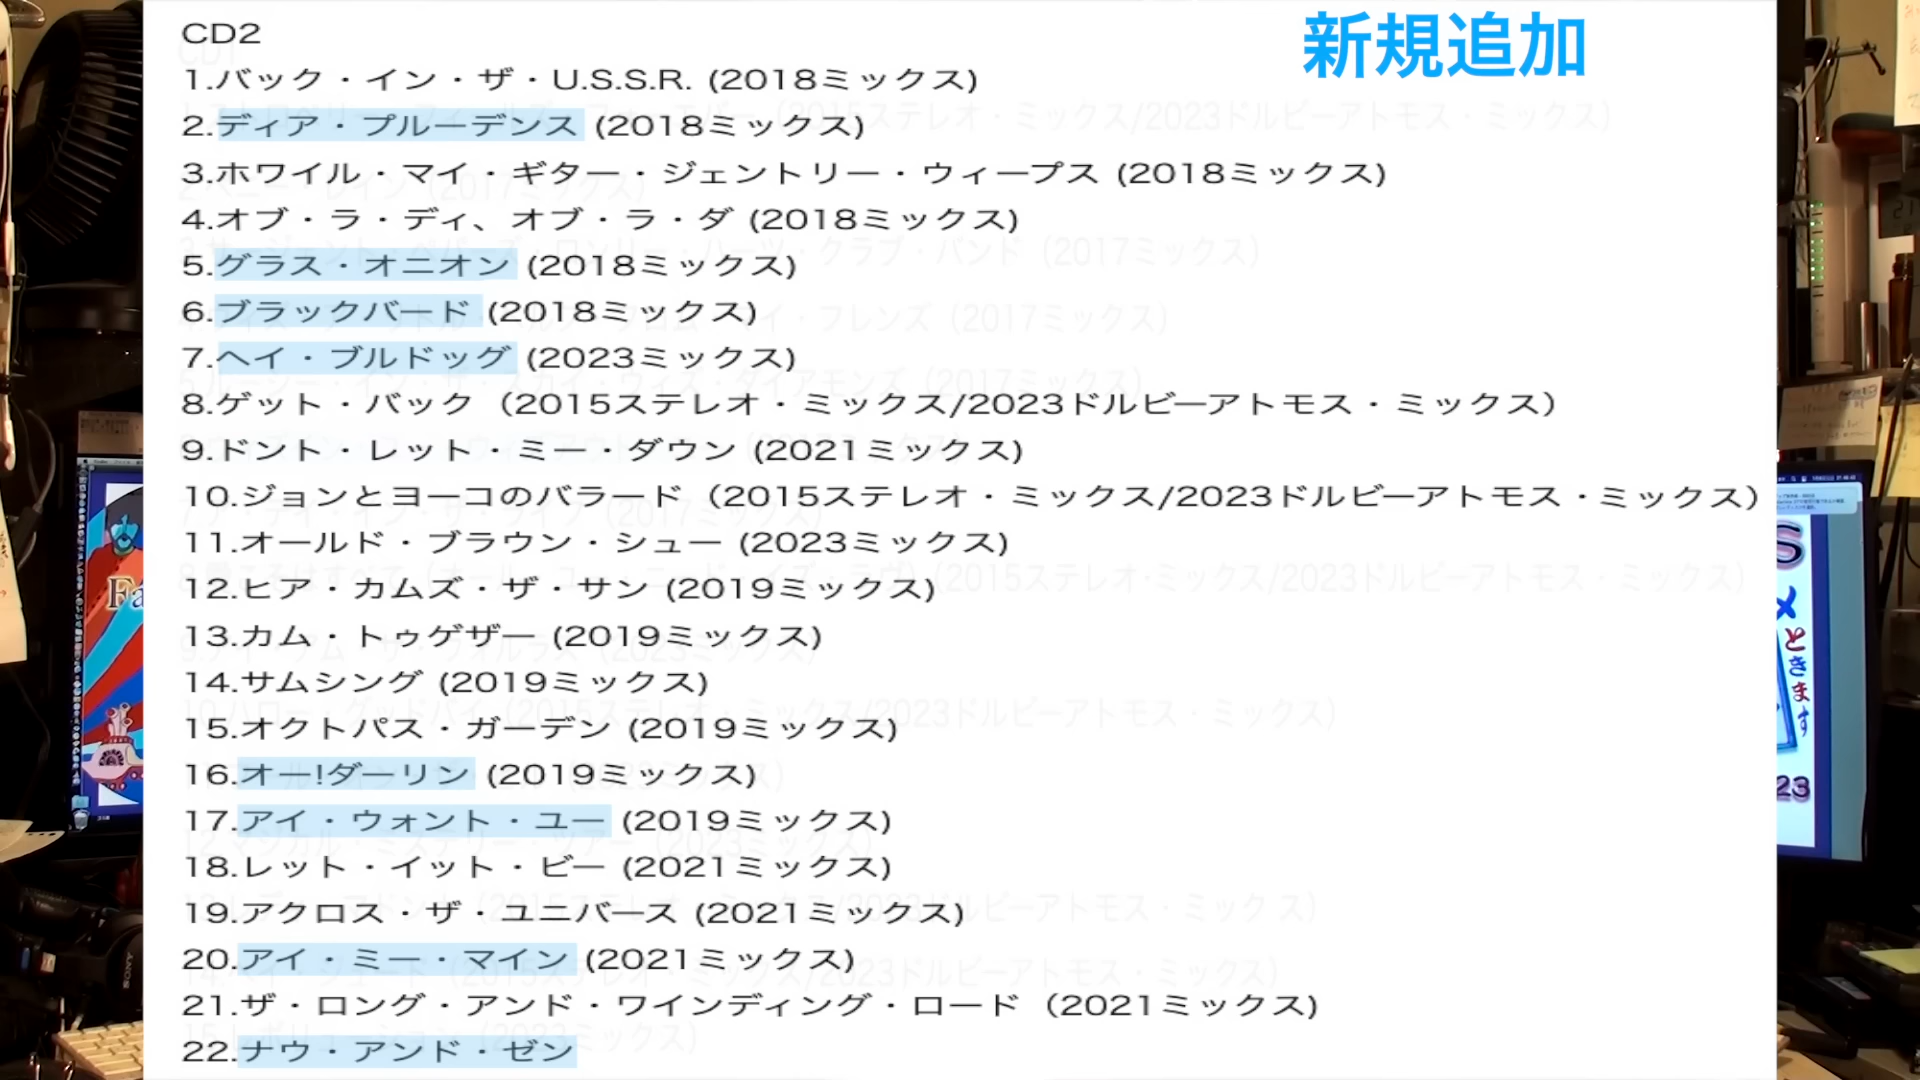 新規追加
CD2
1.バック・イン・ザ・U.S.S.R. (2018ミックス)
2.ディア・プルーデンス (2018ミックス)
3.ホワイル・マイ・ギター・ジェントリー・ウィープス (2018ミックス)
4.オブ・ラ・ディ、オブ・ラ・ダ (2018ミックス)
5.グラス・オニオン (2018ミックス)
6.ブラックバード (2018ミックス)
7.ヘイ・ブルドッグ (2023ミックス)
8.ゲット・バック（2015ステレオ・ミックス/2023ドルビーアトモス・ミックス）
9.ドント・レット・ミー・ダウン (2021ミックス)
10.ジョンとヨーコのバラード（2015ステレオ・ミックス/2023ドルビーアトモス・ミックス）
11.オールド・ブラウン・シュー (2023ミックス)
12.ヒア・カムズ・ザ・サン (2019ミックス)
13.カム・トゥゲザー (2019ミックス)
14.サムシング (2019ミックス)
15.オクトパス・ガーデン (2019ミックス)
16.オー!ダーリン (2019ミックス)
17.アイ・ウォント・ユー (2019ミックス)
18.レット・イット・ビー (2021ミックス)
19.アクロス・ザ・ユニバース (2021ミックス)
20.アイ・ミー・マイン (2021ミックス)
21.ザ・ロング・アンド・ワインディング・ロード（2021ミックス)
22.ナウ・アンド・ゼン
Fa
ときます
23
SONY